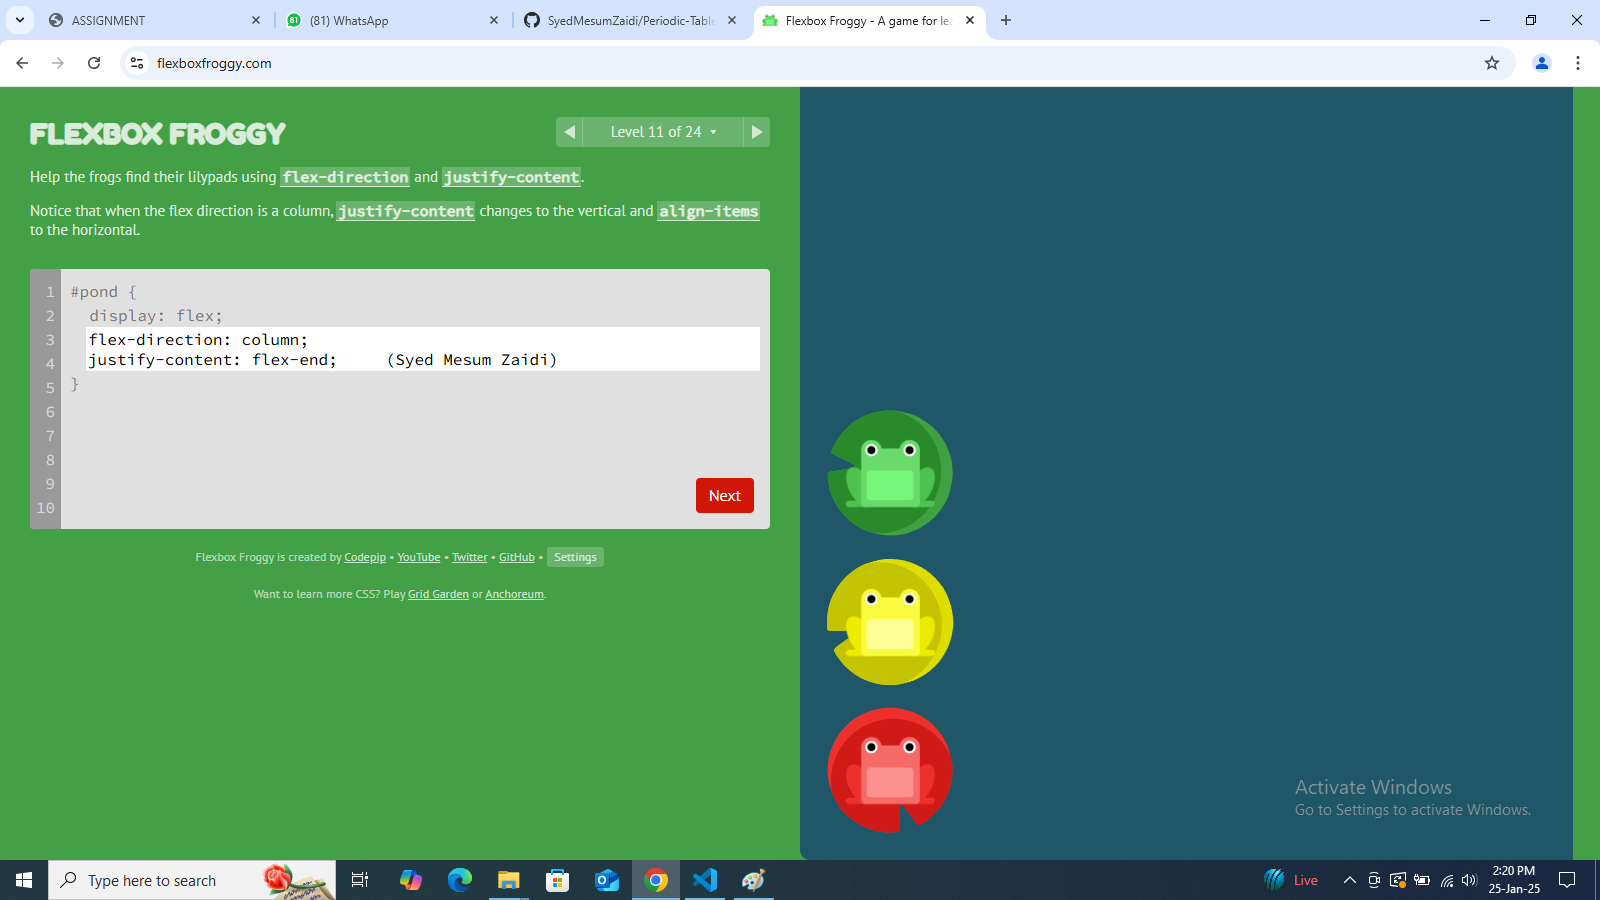 ASSIGNMENT
(81) WhatsApp
SyedMesumZaidi/Periodic-Table
Flexbox Froggy - A game for lea
flexboxfroggy.com
FLEXBOX FROGGY
Level 11 of 24
Help the frogs find their lilypads using flex-direction and justify-content.
Notice that when the flex direction is a column, justify-content changes to the vertical and align-items
to the horizontal.
1 #pond {
2 display: flex;
3 flex-direction: column;
4 justify-content: flex-end; (Syed Mesum Zaidi)
5 }
6
7
8
9
10
Next
Flexbox Froggy is created by Codepip • YouTube • Twitter • GitHub • Settings
Want to learn more CSS? Play Grid Garden or Anchoreum.
Activate Windows
Go to Settings to activate Windows.
Type here to search
Live
2:20 PM
25-Jan-25